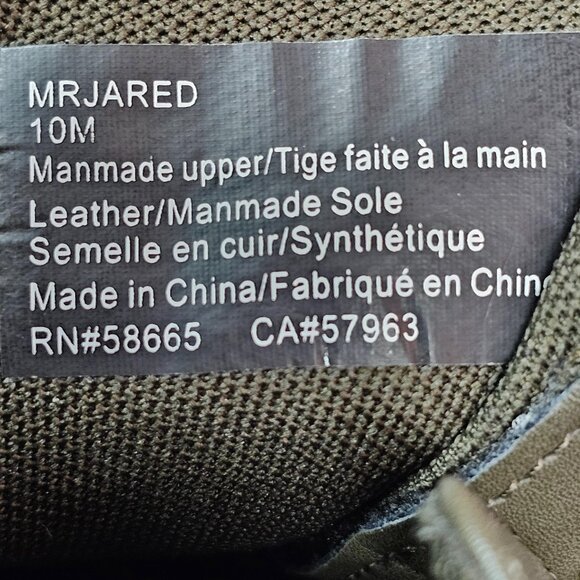 MRJARED
10M
Manmade upper/Tige faite à la main
Leather/Manmade Sole
Semelle en cuir/Synthétique
Made in China/Fabriqué en Chin
RN#58665 CA#57963